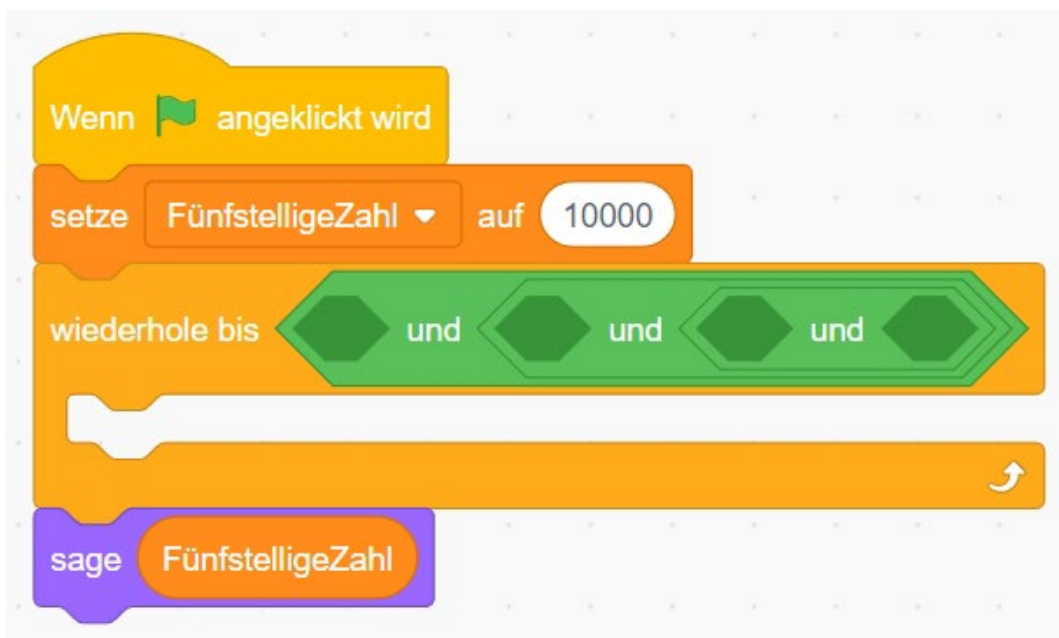 Wenn angeklickt wird
setze FünfstelligeZahl auf 10000
wiederhole bis und und und
sage FünfstelligeZahl